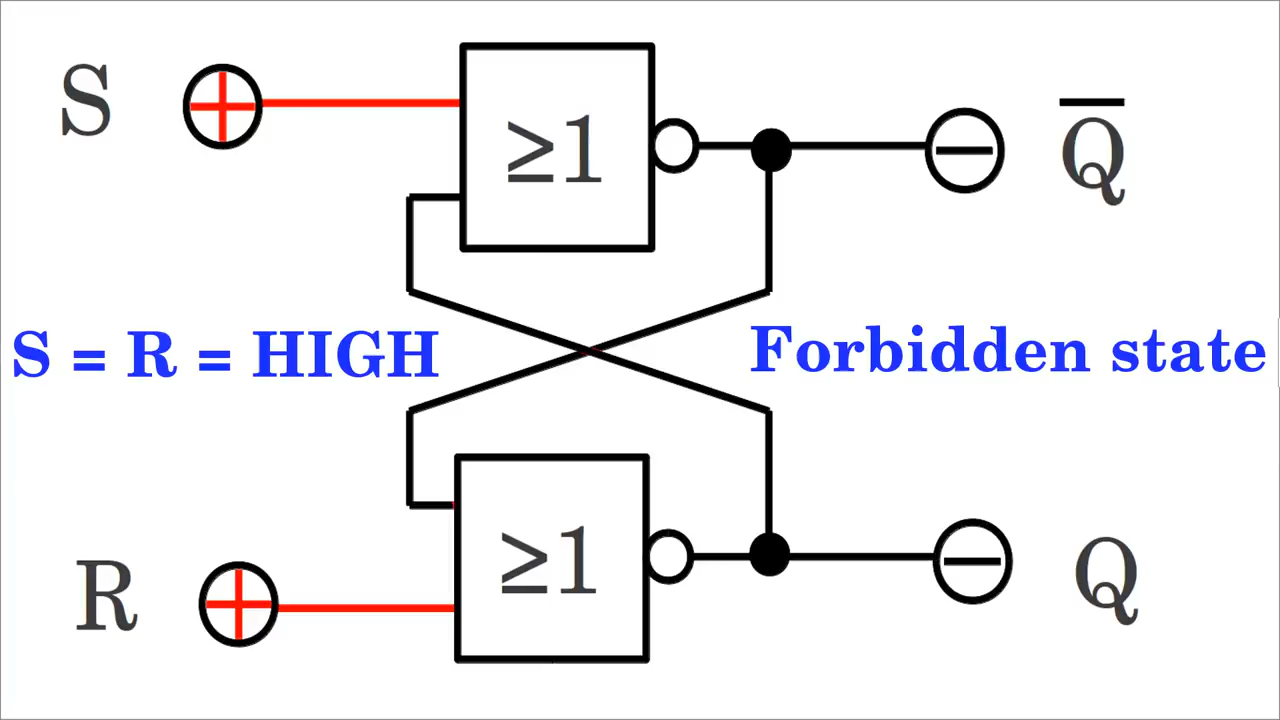 S
≥1
Q̅
S = R = HIGH
Forbidden state
R
≥1
Q